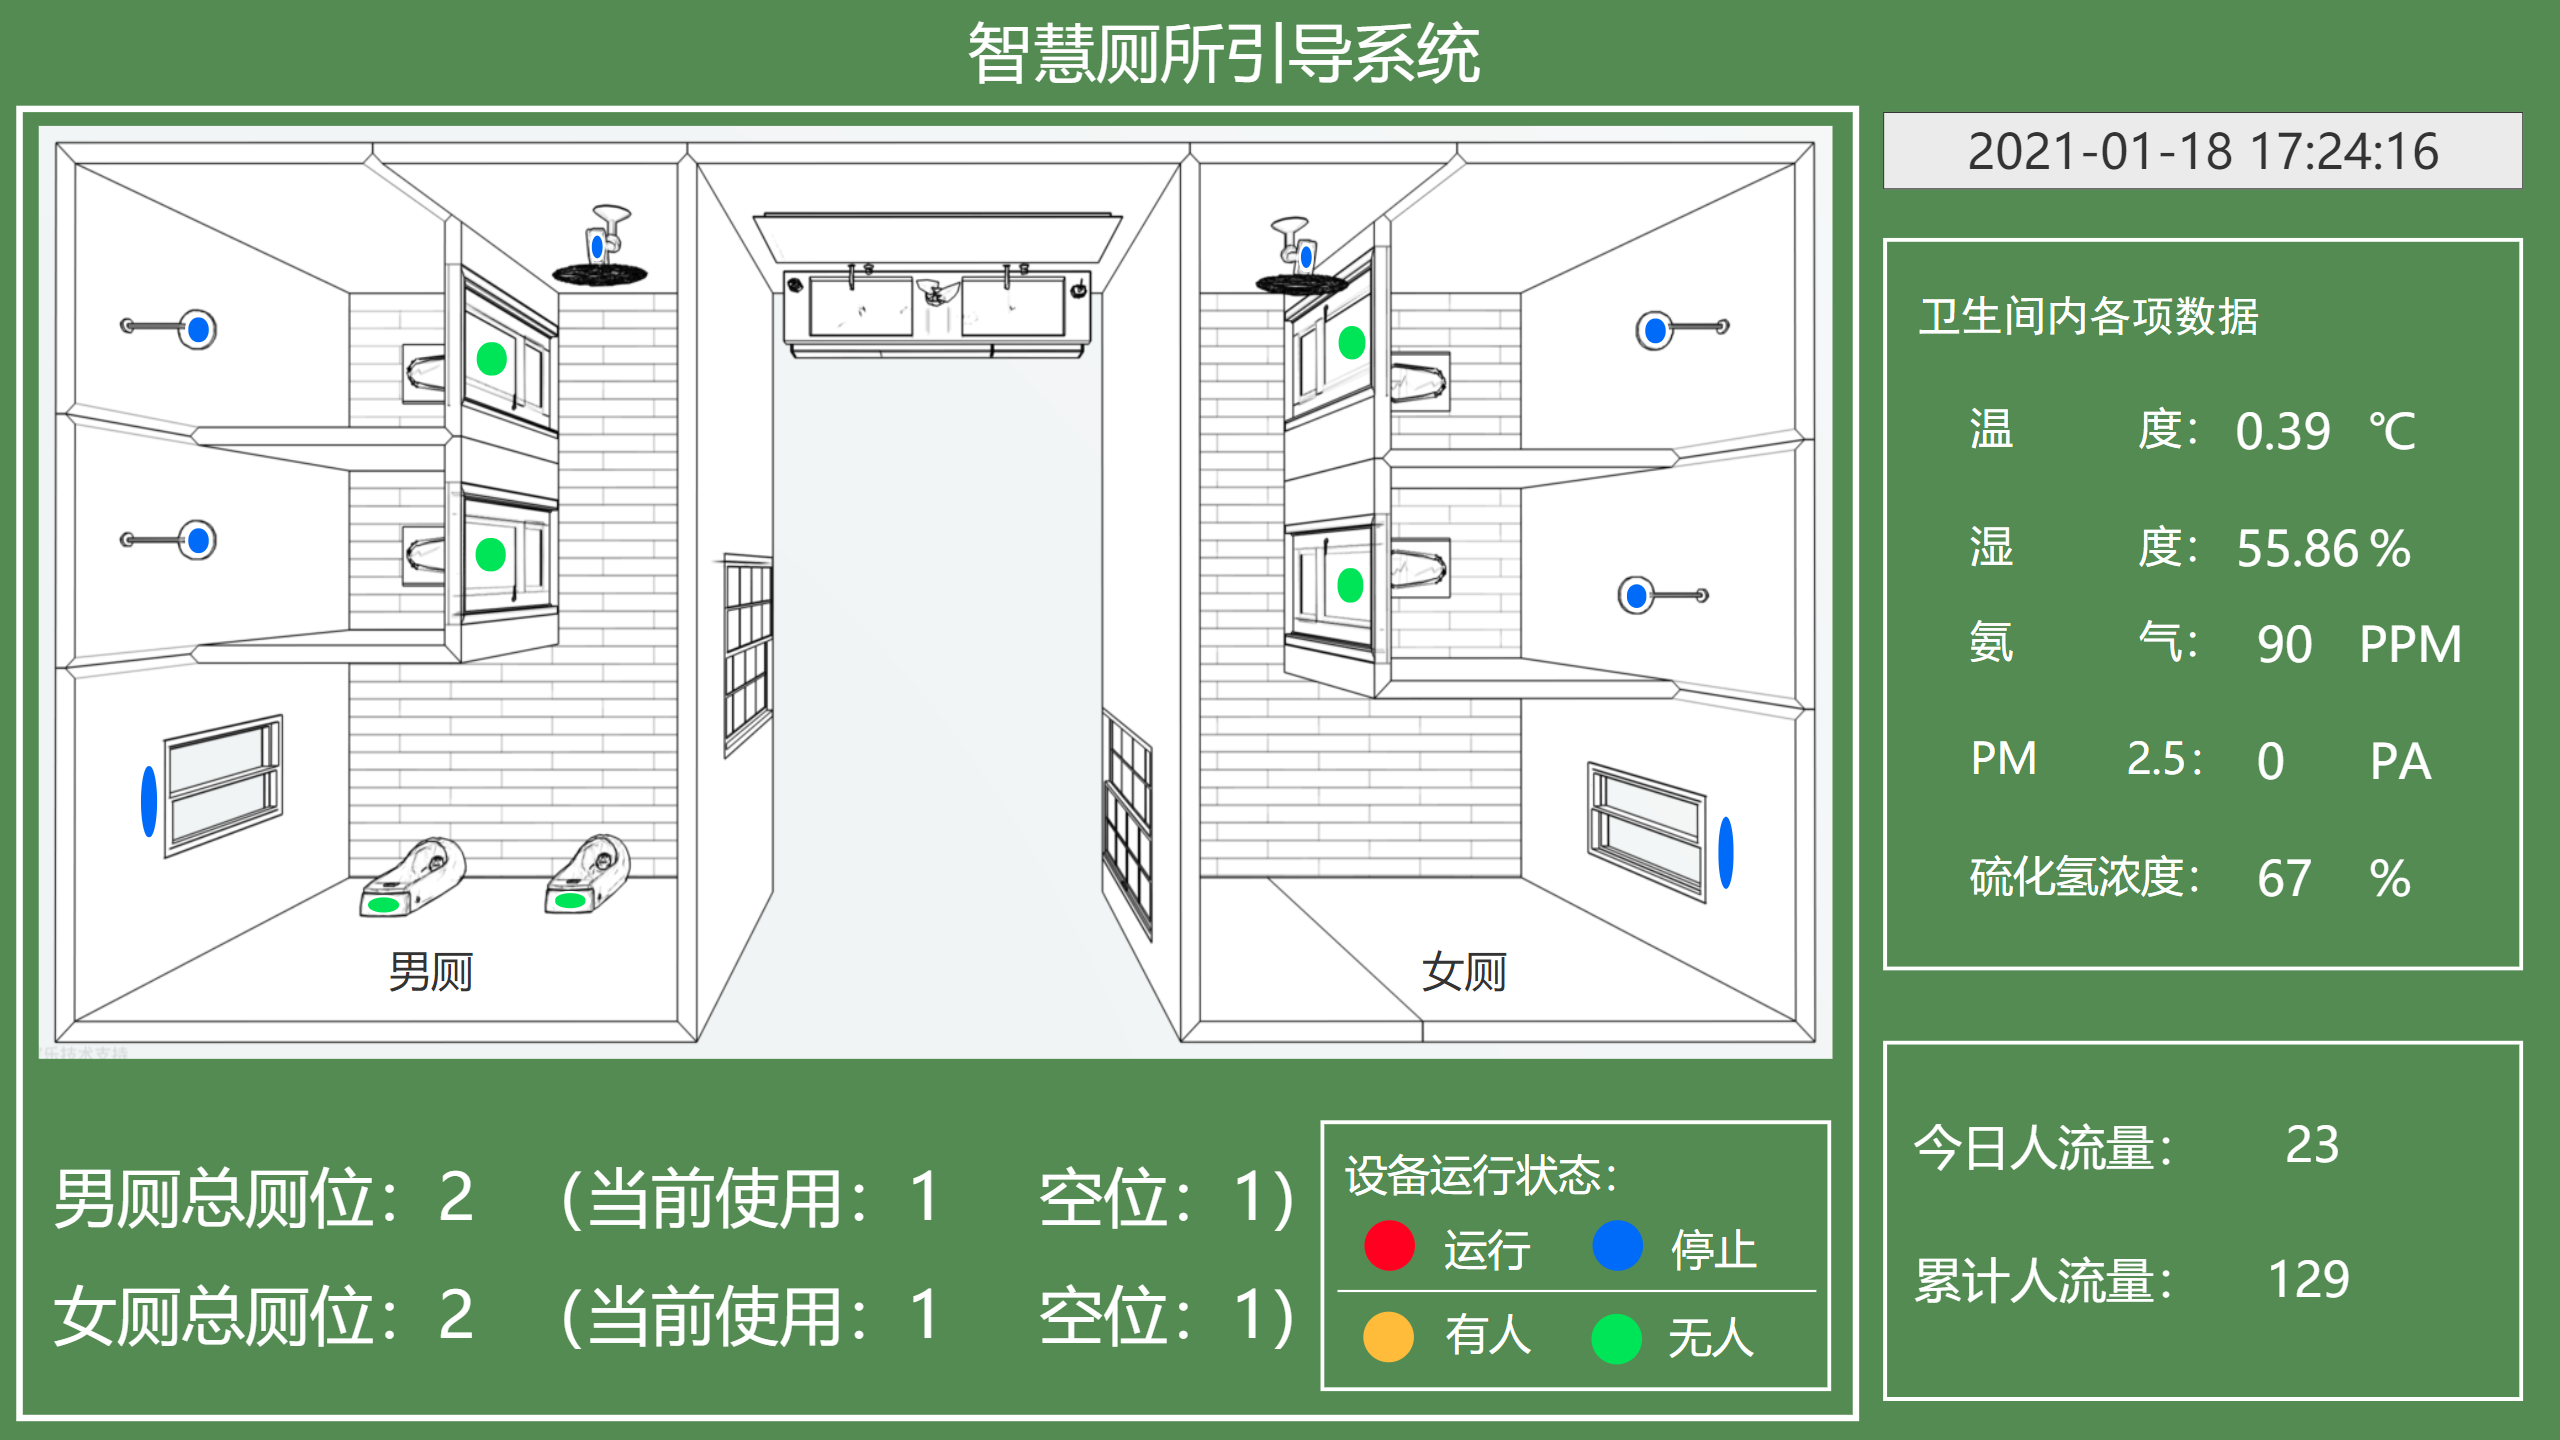 智慧厕所引导系统
2021-01-18 17:24:16
卫生间内各项数据
温 度： 0.39 ℃
湿 度： 55.86 %
氨 气： 90 PPM
PM 2.5： 0 PA
硫化氢浓度： 67 %
男厕
女厕
乐技术支持
男厕总厕位： 2 （当前使用： 1 空位： 1）
女厕总厕位： 2 （当前使用： 1 空位： 1）
设备运行状态：
运行 停止
有人 无人
今日人流量： 23
累计人流量： 129